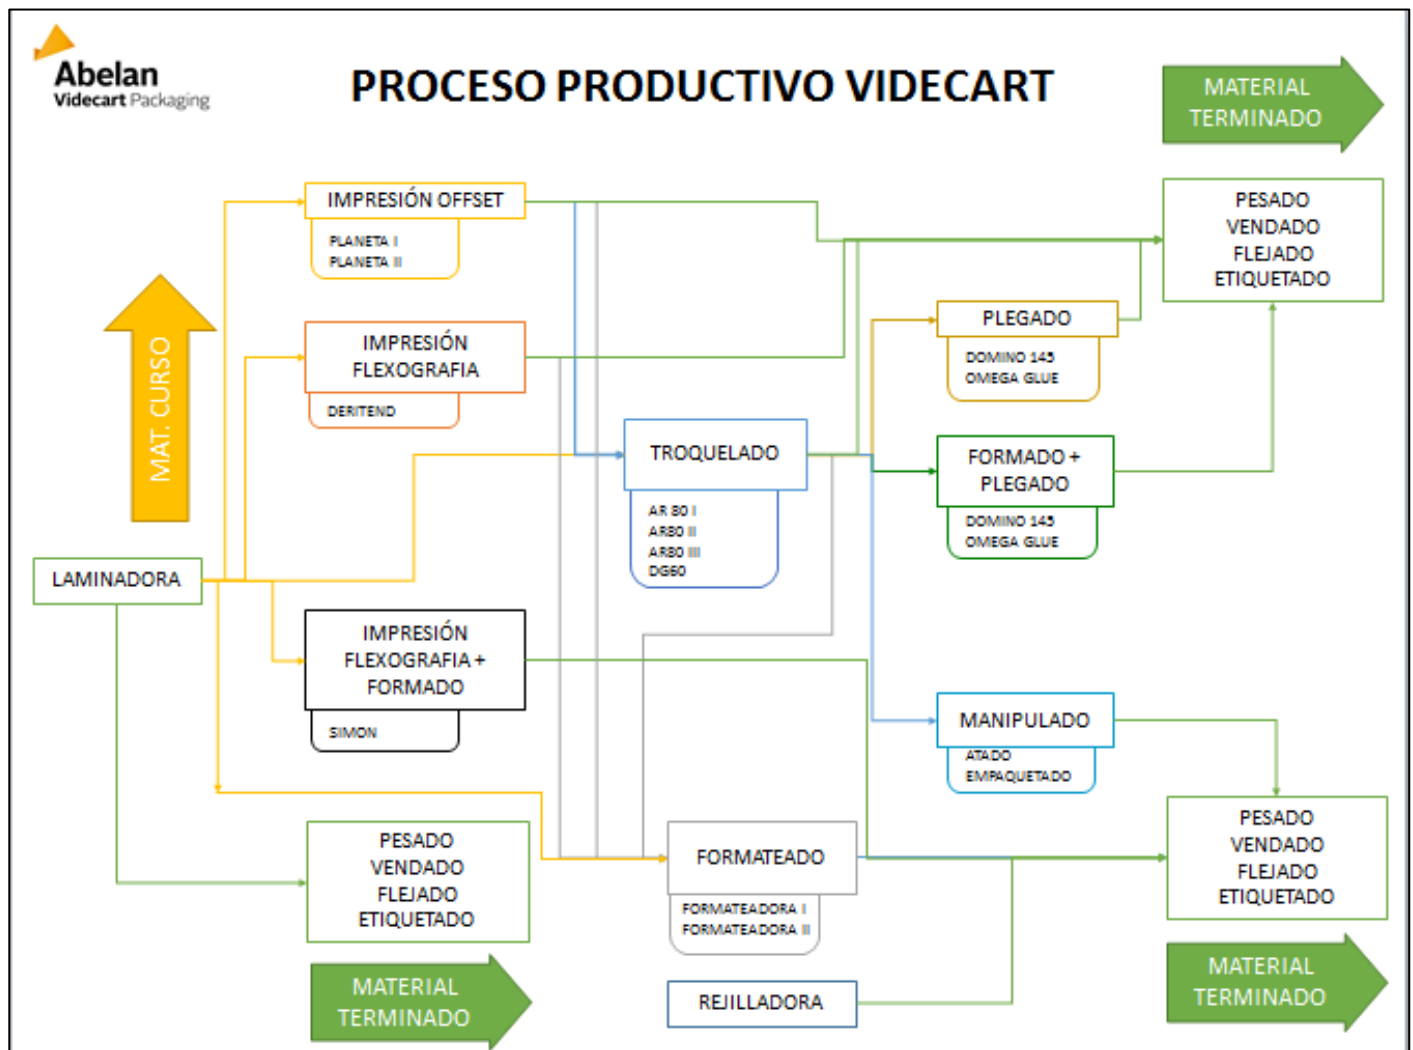 Abelan
Videcart Packaging
PROCESO PRODUCTIVO VIDECART
MATERIAL
TERMINADO
IMPRESIÓN OFFSET
PLANETA I
PLANETA II
PESADO
VENDADO
FLEJADO
ETIQUETADO
MAT. CURSO
IMPRESIÓN
FLEXOGRAFIA
DERITEND
PLEGADO
DOMINO 145
OMEGA GLUE
TROQUELADO
AR 80 I
AR80 II
AR80 III
DG60
FORMADO +
PLEGADO
DOMINO 145
OMEGA GLUE
LAMINADORA
IMPRESIÓN
FLEXOGRAFIA +
FORMADO
SIMON
MANIPULADO
ATADO
EMPAQUETADO
PESADO
VENDADO
FLEJADO
ETIQUETADO
FORMATEADO
FORMATEADORA I
FORMATEADORA II
PESADO
VENDADO
FLEJADO
ETIQUETADO
MATERIAL
TERMINADO
REJILLADORA
MATERIAL
TERMINADO